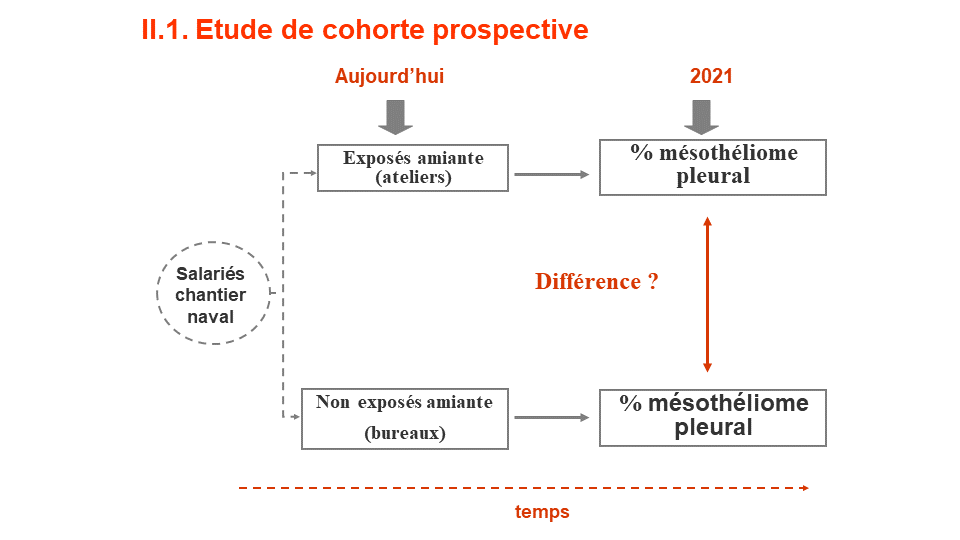 II.1. Etude de cohorte prospective
Aujourd’hui
2021
Exposés amiante
(ateliers)
% mésothéliome
pleural
Salariés
chantier
naval
Différence ?
Non exposés amiante
(bureaux)
% mésothéliome
pleural
temps